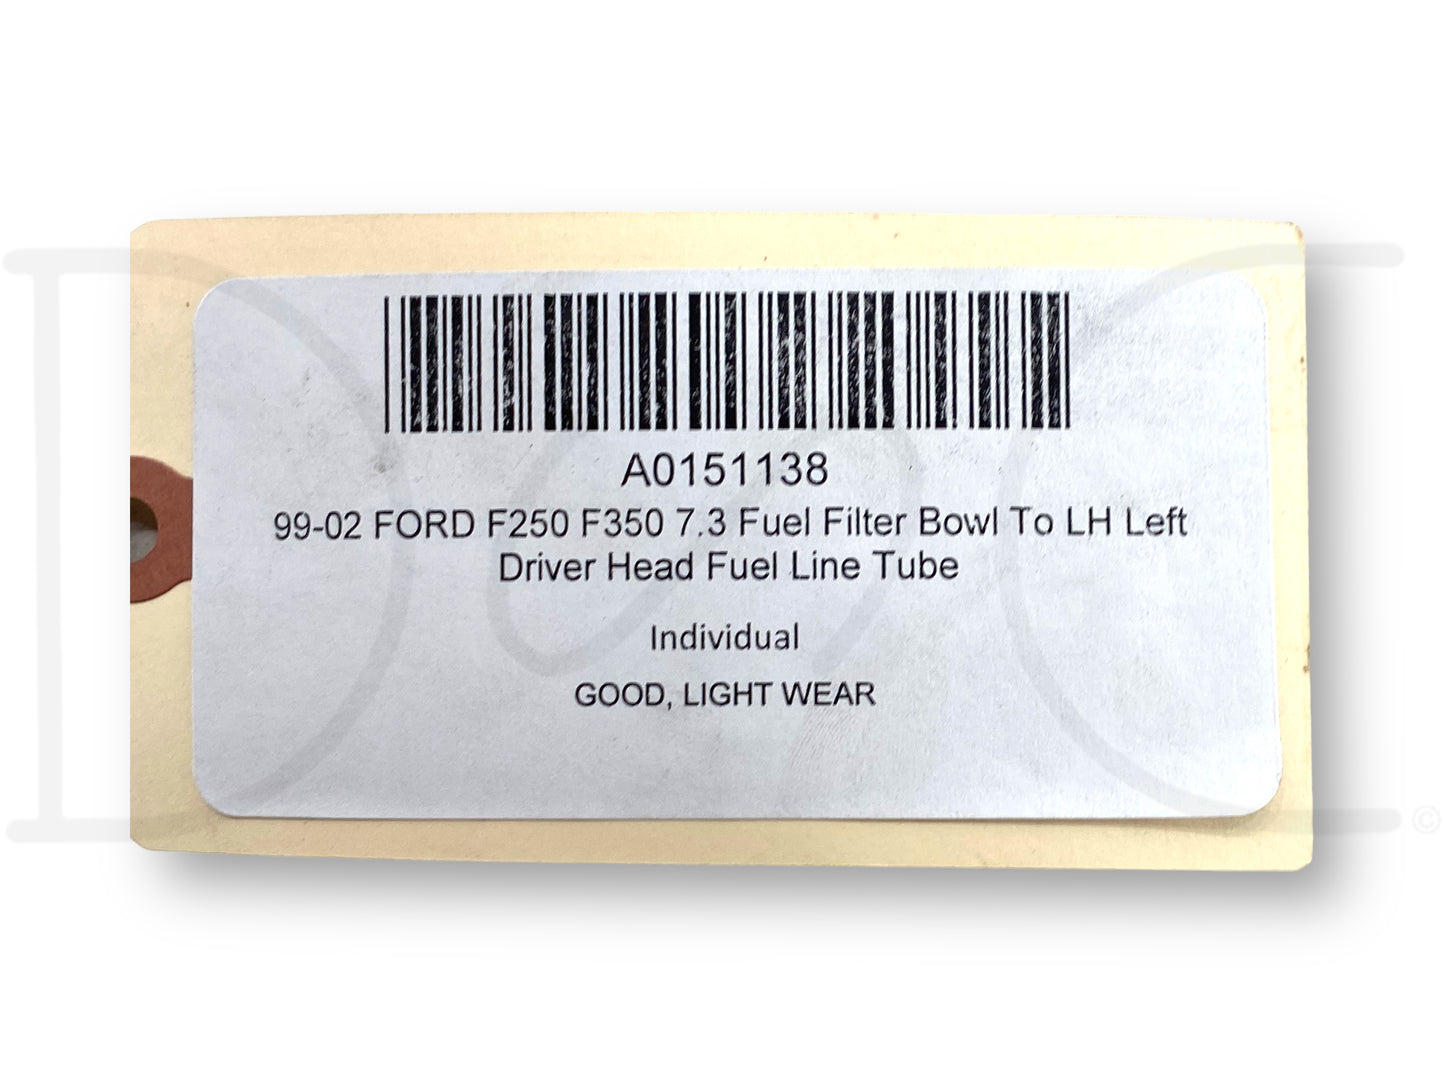 A0151138
99-02 FORD F250 F350 7.3 Fuel Filter Bowl To LH Left
Driver Head Fuel Line Tube
Individual
GOOD, LIGHT WEAR
©